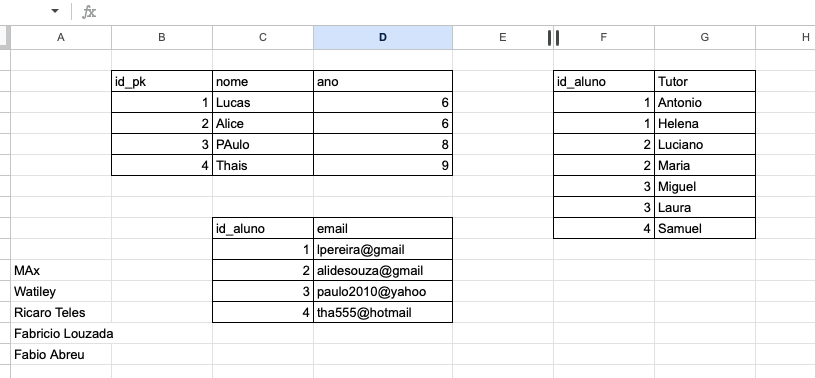 fx
A B C D E F G H
id_pk nome ano id_aluno Tutor
1 Lucas 6 1 Antonio
2 Alice 6 1 Helena
3 PAulo 8 2 Luciano
4 Thais 9 2 Maria
3 Miguel
3 Laura
id_aluno email 4 Samuel
1 lpereira@gmail
MAx 2 alidesouza@gmail
Watiley 3 paulo2010@yahoo
Ricaro Teles 4 tha555@hotmail
Fabricio Louzada
Fabio Abreu